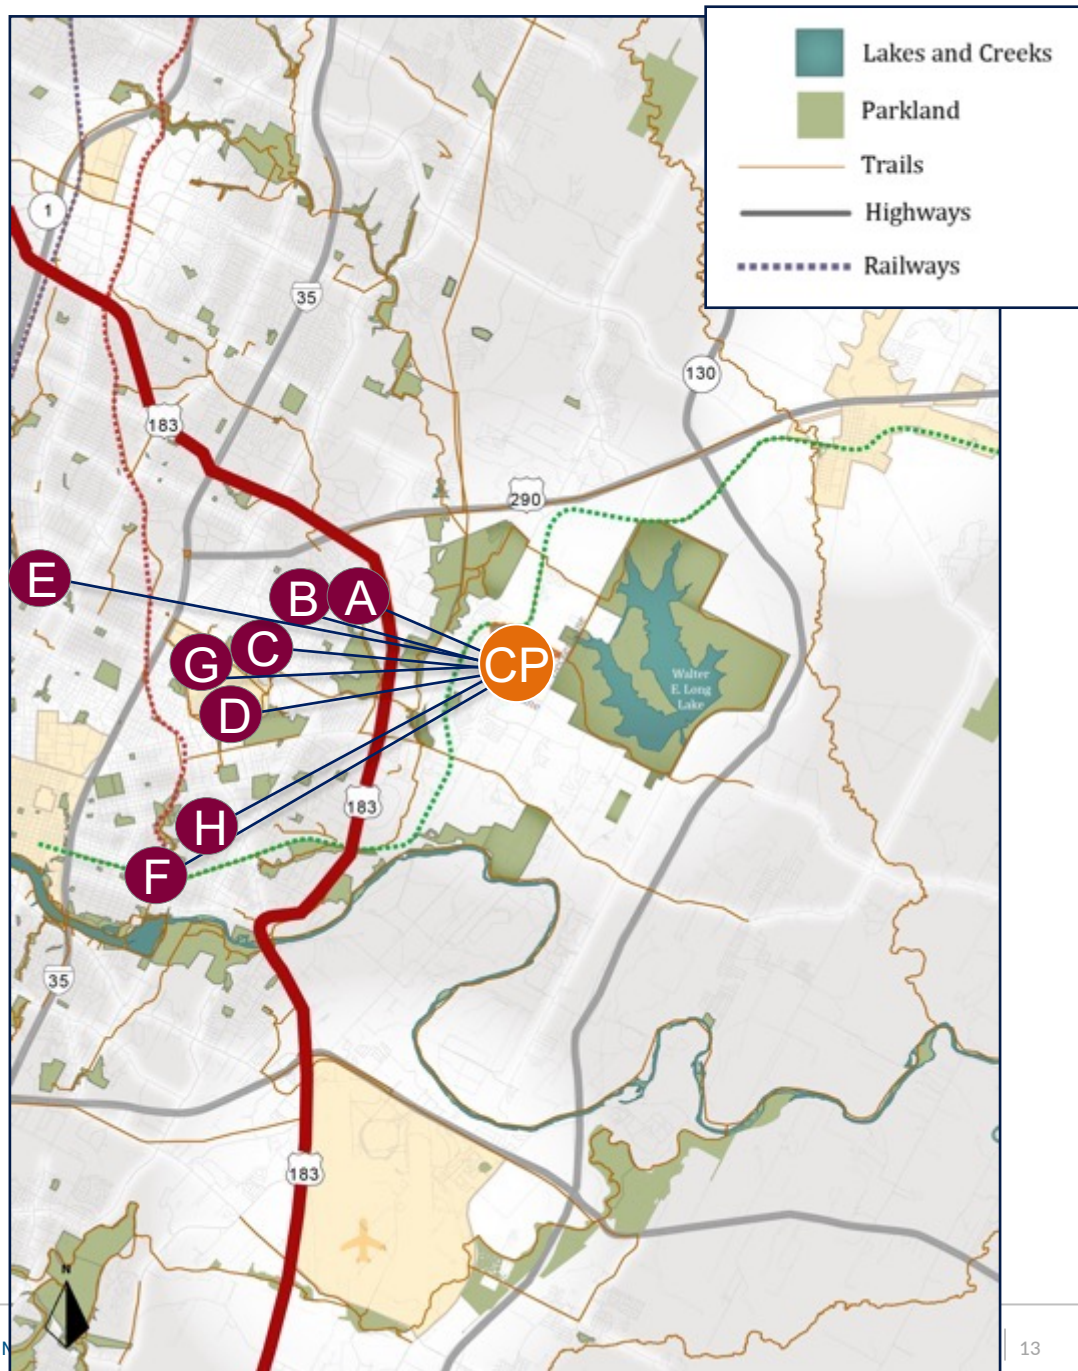 Lakes and Creeks
Parkland
Trails
Highways
Railways
1
35
130
183
290
E
B
A
G
C
CP
D
Walter
E. Long
Lake
183
H
F
35
183
N
13